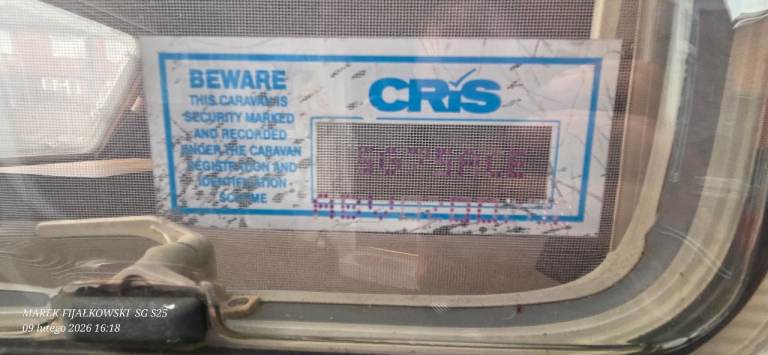 BEWARE
THIS CARAVAN IS
SECURITY MARKED
AND RECORDED
UNDER THE CARAVAN
REGISTRATION AND
IDENTIFICATION
SCHEME
CRiS
MAREK FIJAŁKOWSKI SG S25
09 lutego 2026 16:18